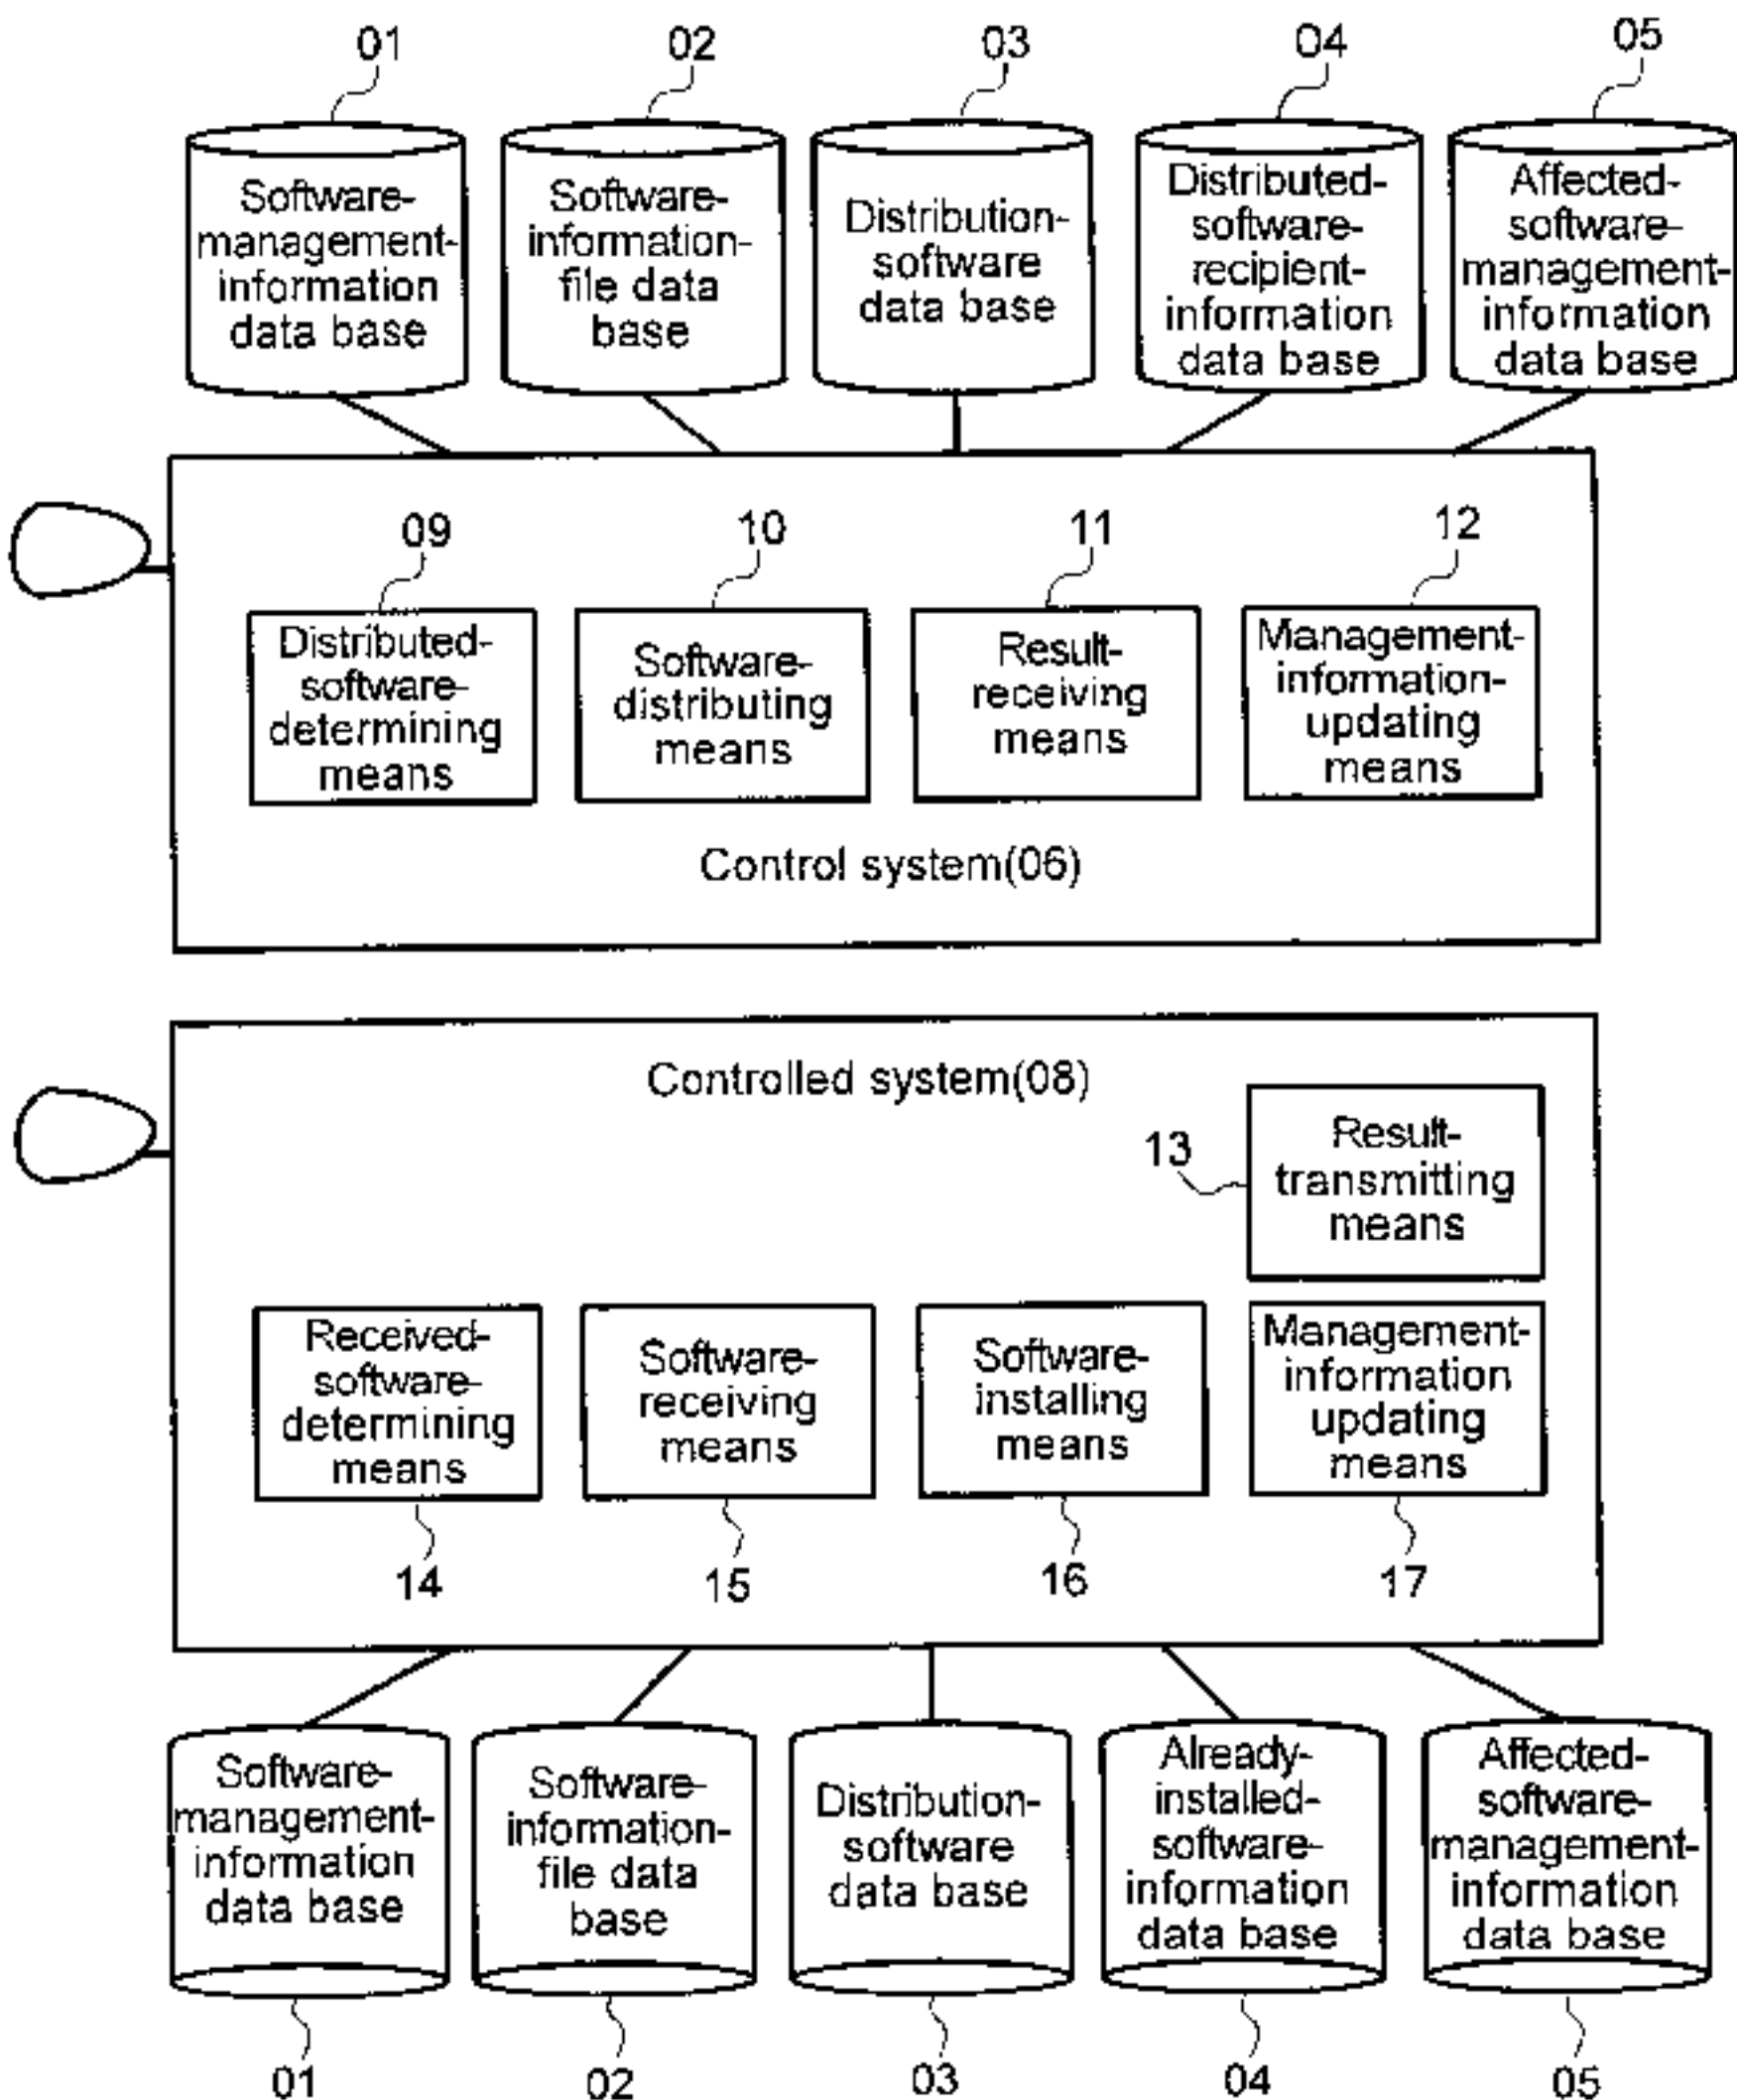 01
02
03
04
05
Software-
management-
information
data base
Software-
information-
file data
base
Distribution-
software
data base
Distributed-
software-
recipient-
information
data base
Affected-
software-
management-
information
data base
09
10
11
12
Distributed-
software-
determining
means
Software-
distributing
means
Result-
receiving
means
Management-
information-
updating
means
Control system(06)
Controlled system(08)
13
Result-
transmitting
means
Received-
software-
determining
means
Software-
receiving
means
Software-
installing
means
Management-
information
updating
means
14
15
16
17
Software-
management-
information
data base
Software-
information-
file data
base
Distribution-
software
data base
Already-
installed-
software-
information
data base
Affected-
software-
management-
information
data base
01
02
03
04
05